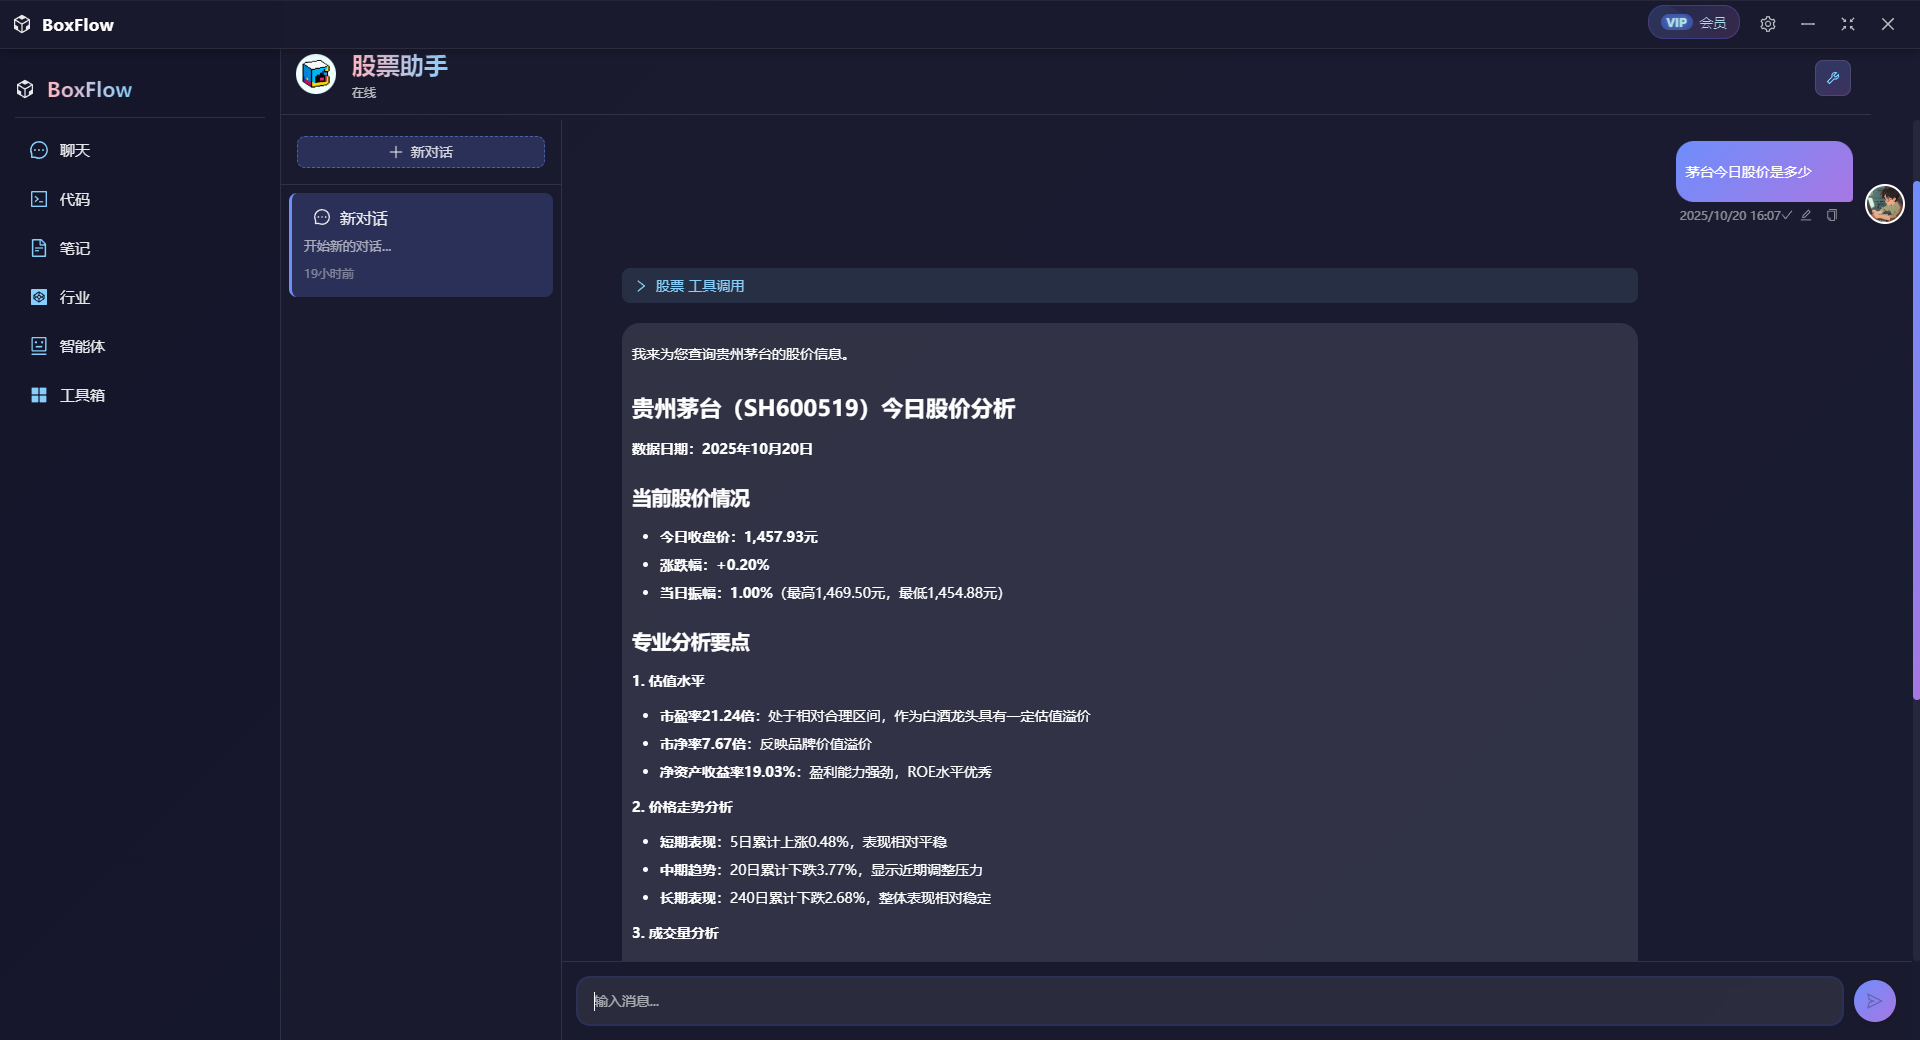 BoxFlow
VIP 会员
BoxFlow
聊天
代码
笔记
行业
智能体
工具箱
股票助手
在线
新对话
新对话
开始新的对话...
19小时前
茅台今日股价是多少
2025/10/20 16:07
股票 工具调用
我来为您查询贵州茅台的股价信息。
贵州茅台（SH600519）今日股价分析
数据日期：2025年10月20日
当前股价情况
• 今日收盘价：1,457.93元
• 涨跌幅：+0.20%
• 当日振幅：1.00%（最高1,469.50元，最低1,454.88元）
专业分析要点
1. 估值水平
• 市盈率21.24倍：处于相对合理区间，作为白酒龙头具有一定估值溢价
• 市净率7.67倍：反映品牌价值溢价
• 净资产收益率19.03%：盈利能力强劲，ROE水平优秀
2. 价格走势分析
• 短期表现：5日累计上涨0.48%，表现相对平稳
• 中期趋势：20日累计下跌3.77%，显示近期调整压力
• 长期表现：240日累计下跌2.68%，整体表现相对稳定
3. 成交量分析
输入消息...